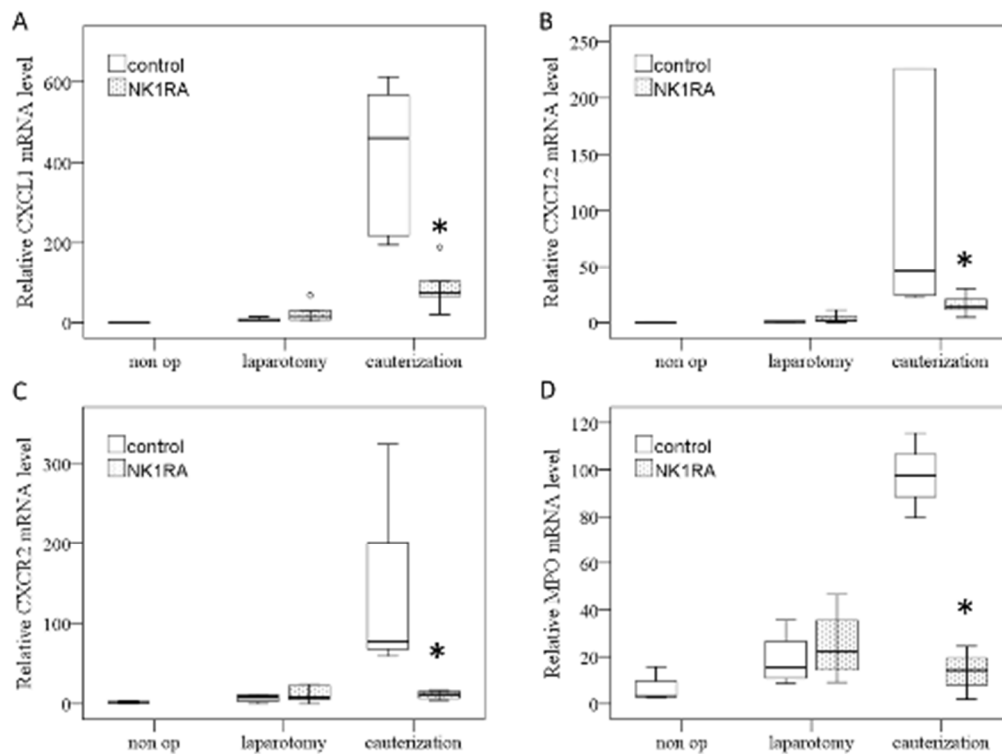 A
Relative CXCL1 mRNA level
600
400
200
0
control
NK1RA
*
non op laparotomy cauterization
B
Relative CXCL2 mRNA level
250
200
150
100
50
0
control
NK1RA
*
non op laparotomy cauterization
C
Relative CXCR2 mRNA level
300
200
100
0
control
NK1RA
*
non op laparotomy cauterization
D
Relative MPO mRNA level
120
100
80
60
40
20
0
control
NK1RA
*
non op laparotomy cauterization